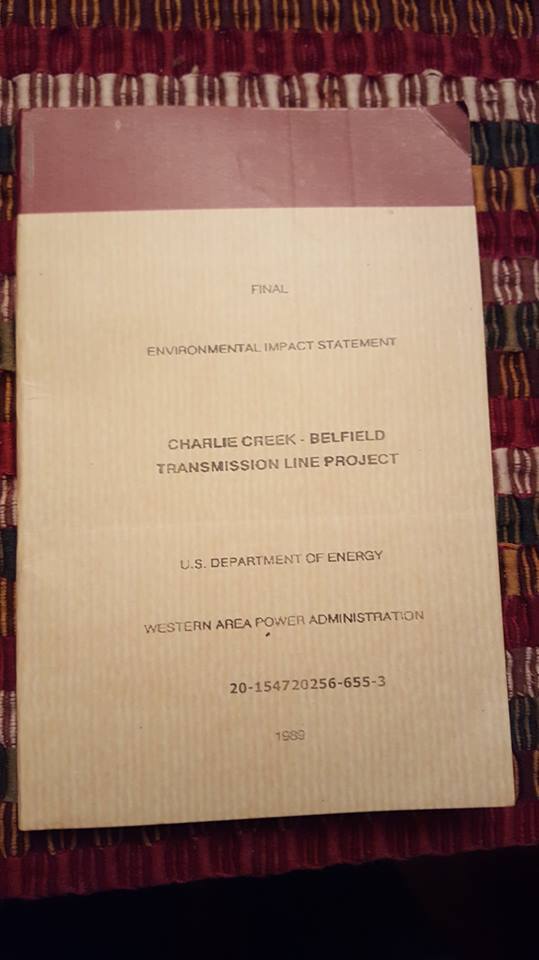 FINAL
ENVIRONMENTAL IMPACT STATEMENT
CHARLIE CREEK - BELFIELD
TRANSMISSION LINE PROJECT
U.S. DEPARTMENT OF ENERGY
WESTERN AREA POWER ADMINISTRATION
20-154720256-655-3
1989